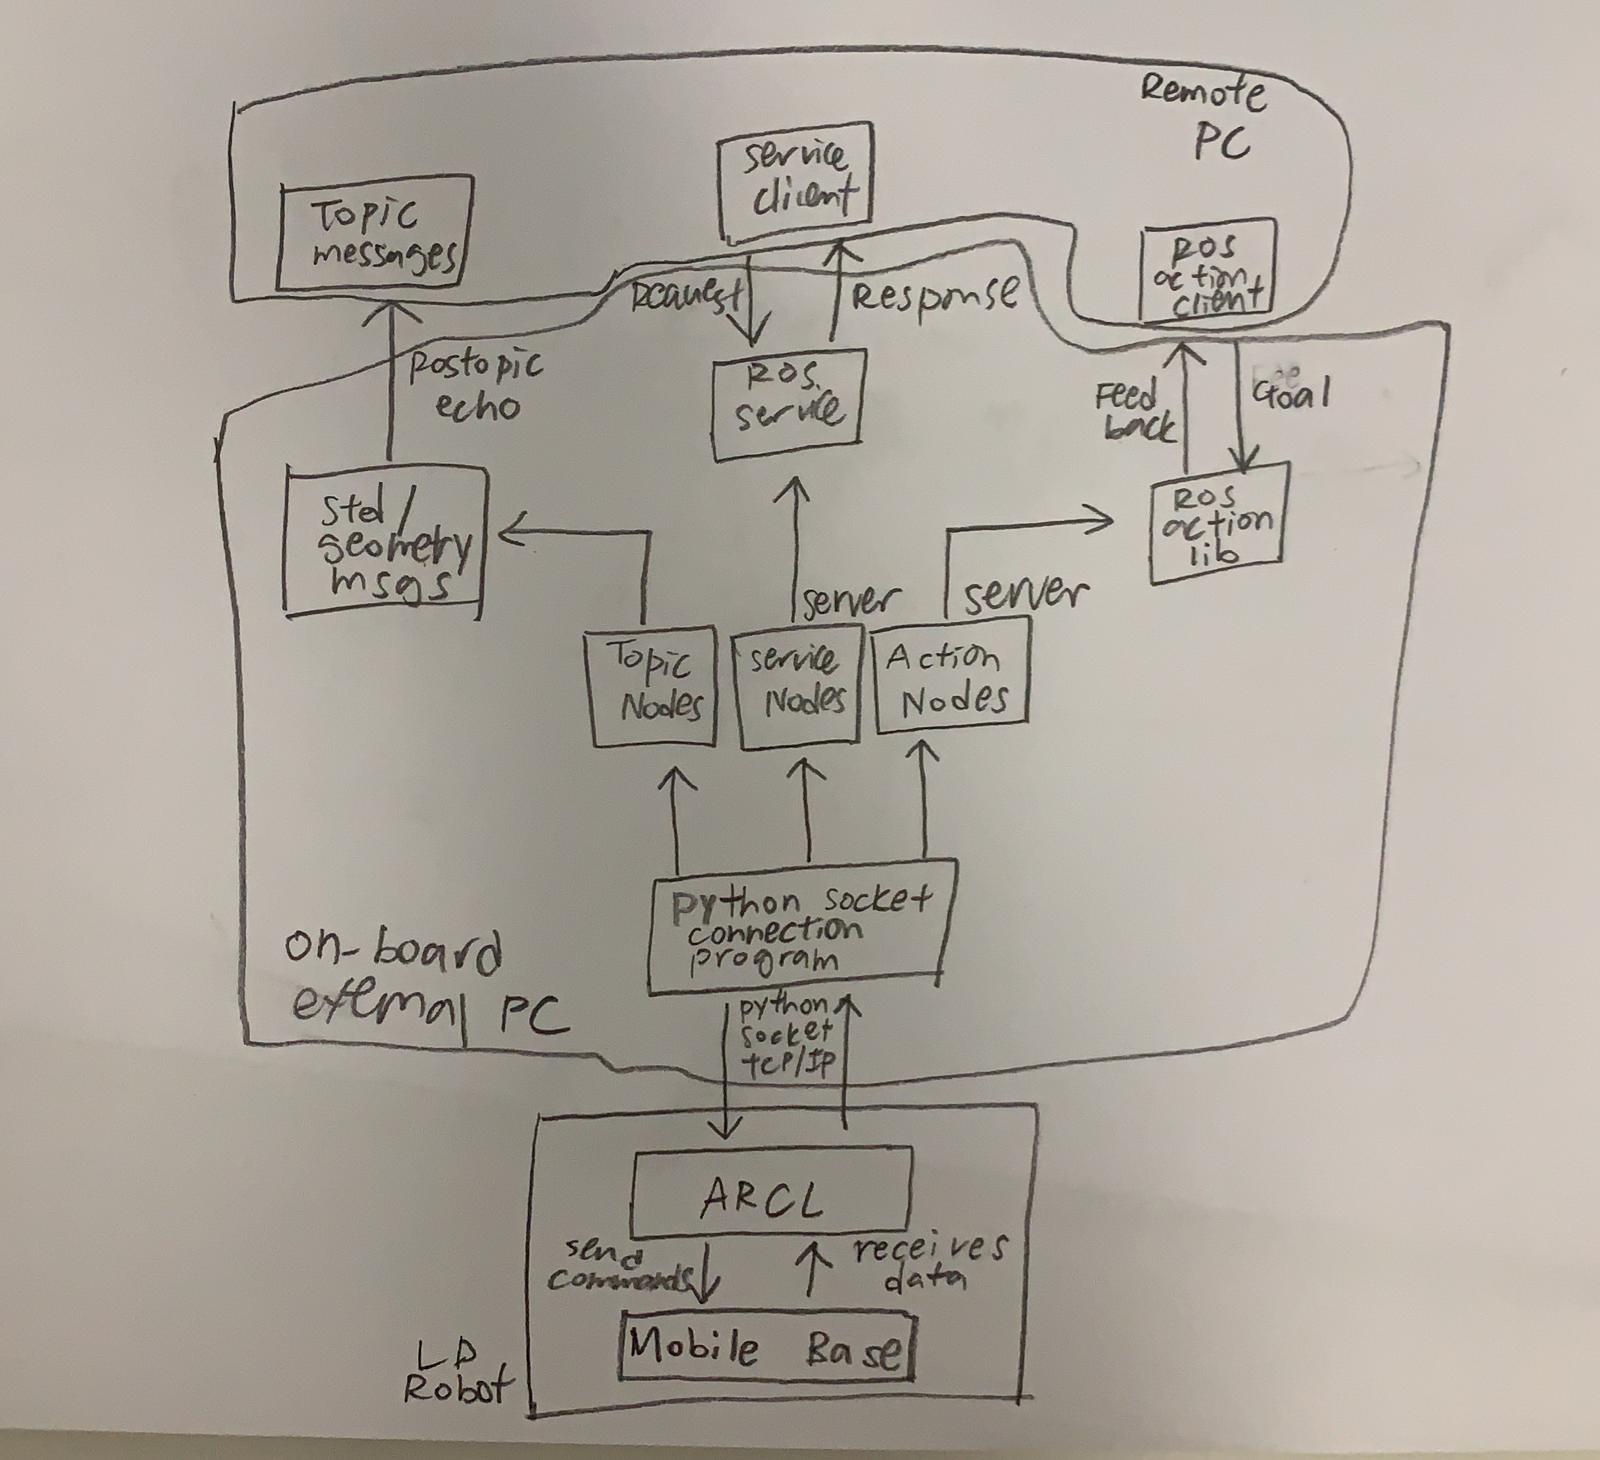 Remote
PC
service
client
Topic
messages
ROS
action
client
Request
Response
Rostopic
echo
ROS
service
Feed
back
Goal
std/
geometry
msgs
ROS
action
lib
server
server
Topic
Nodes
service
Nodes
Action
Nodes
python socket
connection
program
on-board
external PC
python
socket
tcp/IP
ARCL
send
commands
receives
data
Mobile Base
LD
Robot